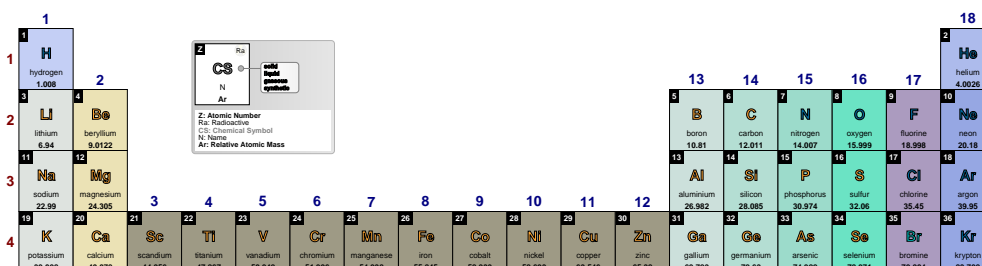 1 18
1 H hydrogen 1.008 2 He helium 4.0026
Z Ra CS N Ar
solid
liquid
gaseous
synthetic
Z: Atomic Number
Ra: Radioactive
CS: Chemical Symbol
N: Name
Ar: Relative Atomic Mass
1
2 13 14 15 16 17
3 Li lithium 6.94 4 Be beryllium 9.0122 5 B boron 10.81 6 C carbon 12.011 7 N nitrogen 14.007 8 O oxygen 15.999 9 F fluorine 18.998 10 Ne neon 20.18
2
11 Na sodium 22.99 12 Mg magnesium 24.305 13 Al aluminium 26.982 14 Si silicon 28.085 15 P phosphorus 30.974 16 S sulfur 32.06 17 Cl chlorine 35.45 18 Ar argon 39.95
3
3 4 5 6 7 8 9 10 11 12
19 K potassium 20 Ca calcium 21 Sc scandium 22 Ti titanium 23 V vanadium 24 Cr chromium 25 Mn manganese 26 Fe iron 27 Co cobalt 28 Ni nickel 29 Cu copper 30 Zn zinc 31 Ga gallium 32 Ge germanium 33 As arsenic 34 Se selenium 35 Br bromine 36 Kr krypton
4